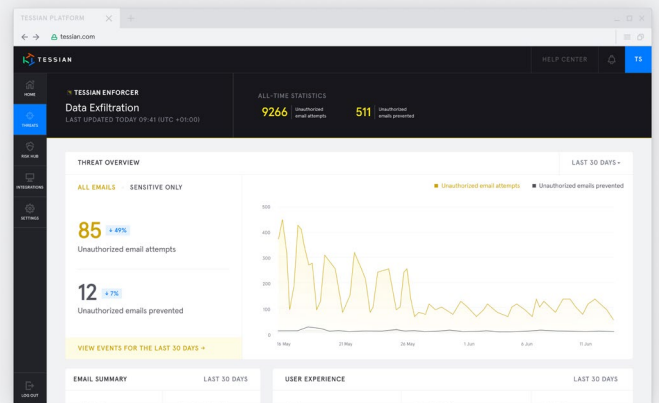 TESSIAN PLATFORM
tessian.com
TESSIAN
HELP CENTER
TS
HOME
THREATS
RISK HUB
INTEGRATIONS
SETTINGS
LOG OUT
TESSIAN ENFORCER
Data Exfiltration
LAST UPDATED TODAY 09:41 (UTC +01:00)
ALL-TIME STATISTICS
9266 Unauthorized email attempts
511 Unauthorized emails prevented
THREAT OVERVIEW
LAST 30 DAYS
ALL EMAILS
SENSITIVE ONLY
Unauthorized email attempts
Unauthorized emails prevented
85 + 49%
Unauthorized email attempts
12 + 7%
Unauthorized emails prevented
VIEW EVENTS FOR THE LAST 30 DAYS
500
400
300
200
100
0
16 May
21 May
26 May
1 Jun
6 Jun
11 Jun
EMAIL SUMMARY
LAST 30 DAYS
USER EXPERIENCE
LAST 30 DAYS